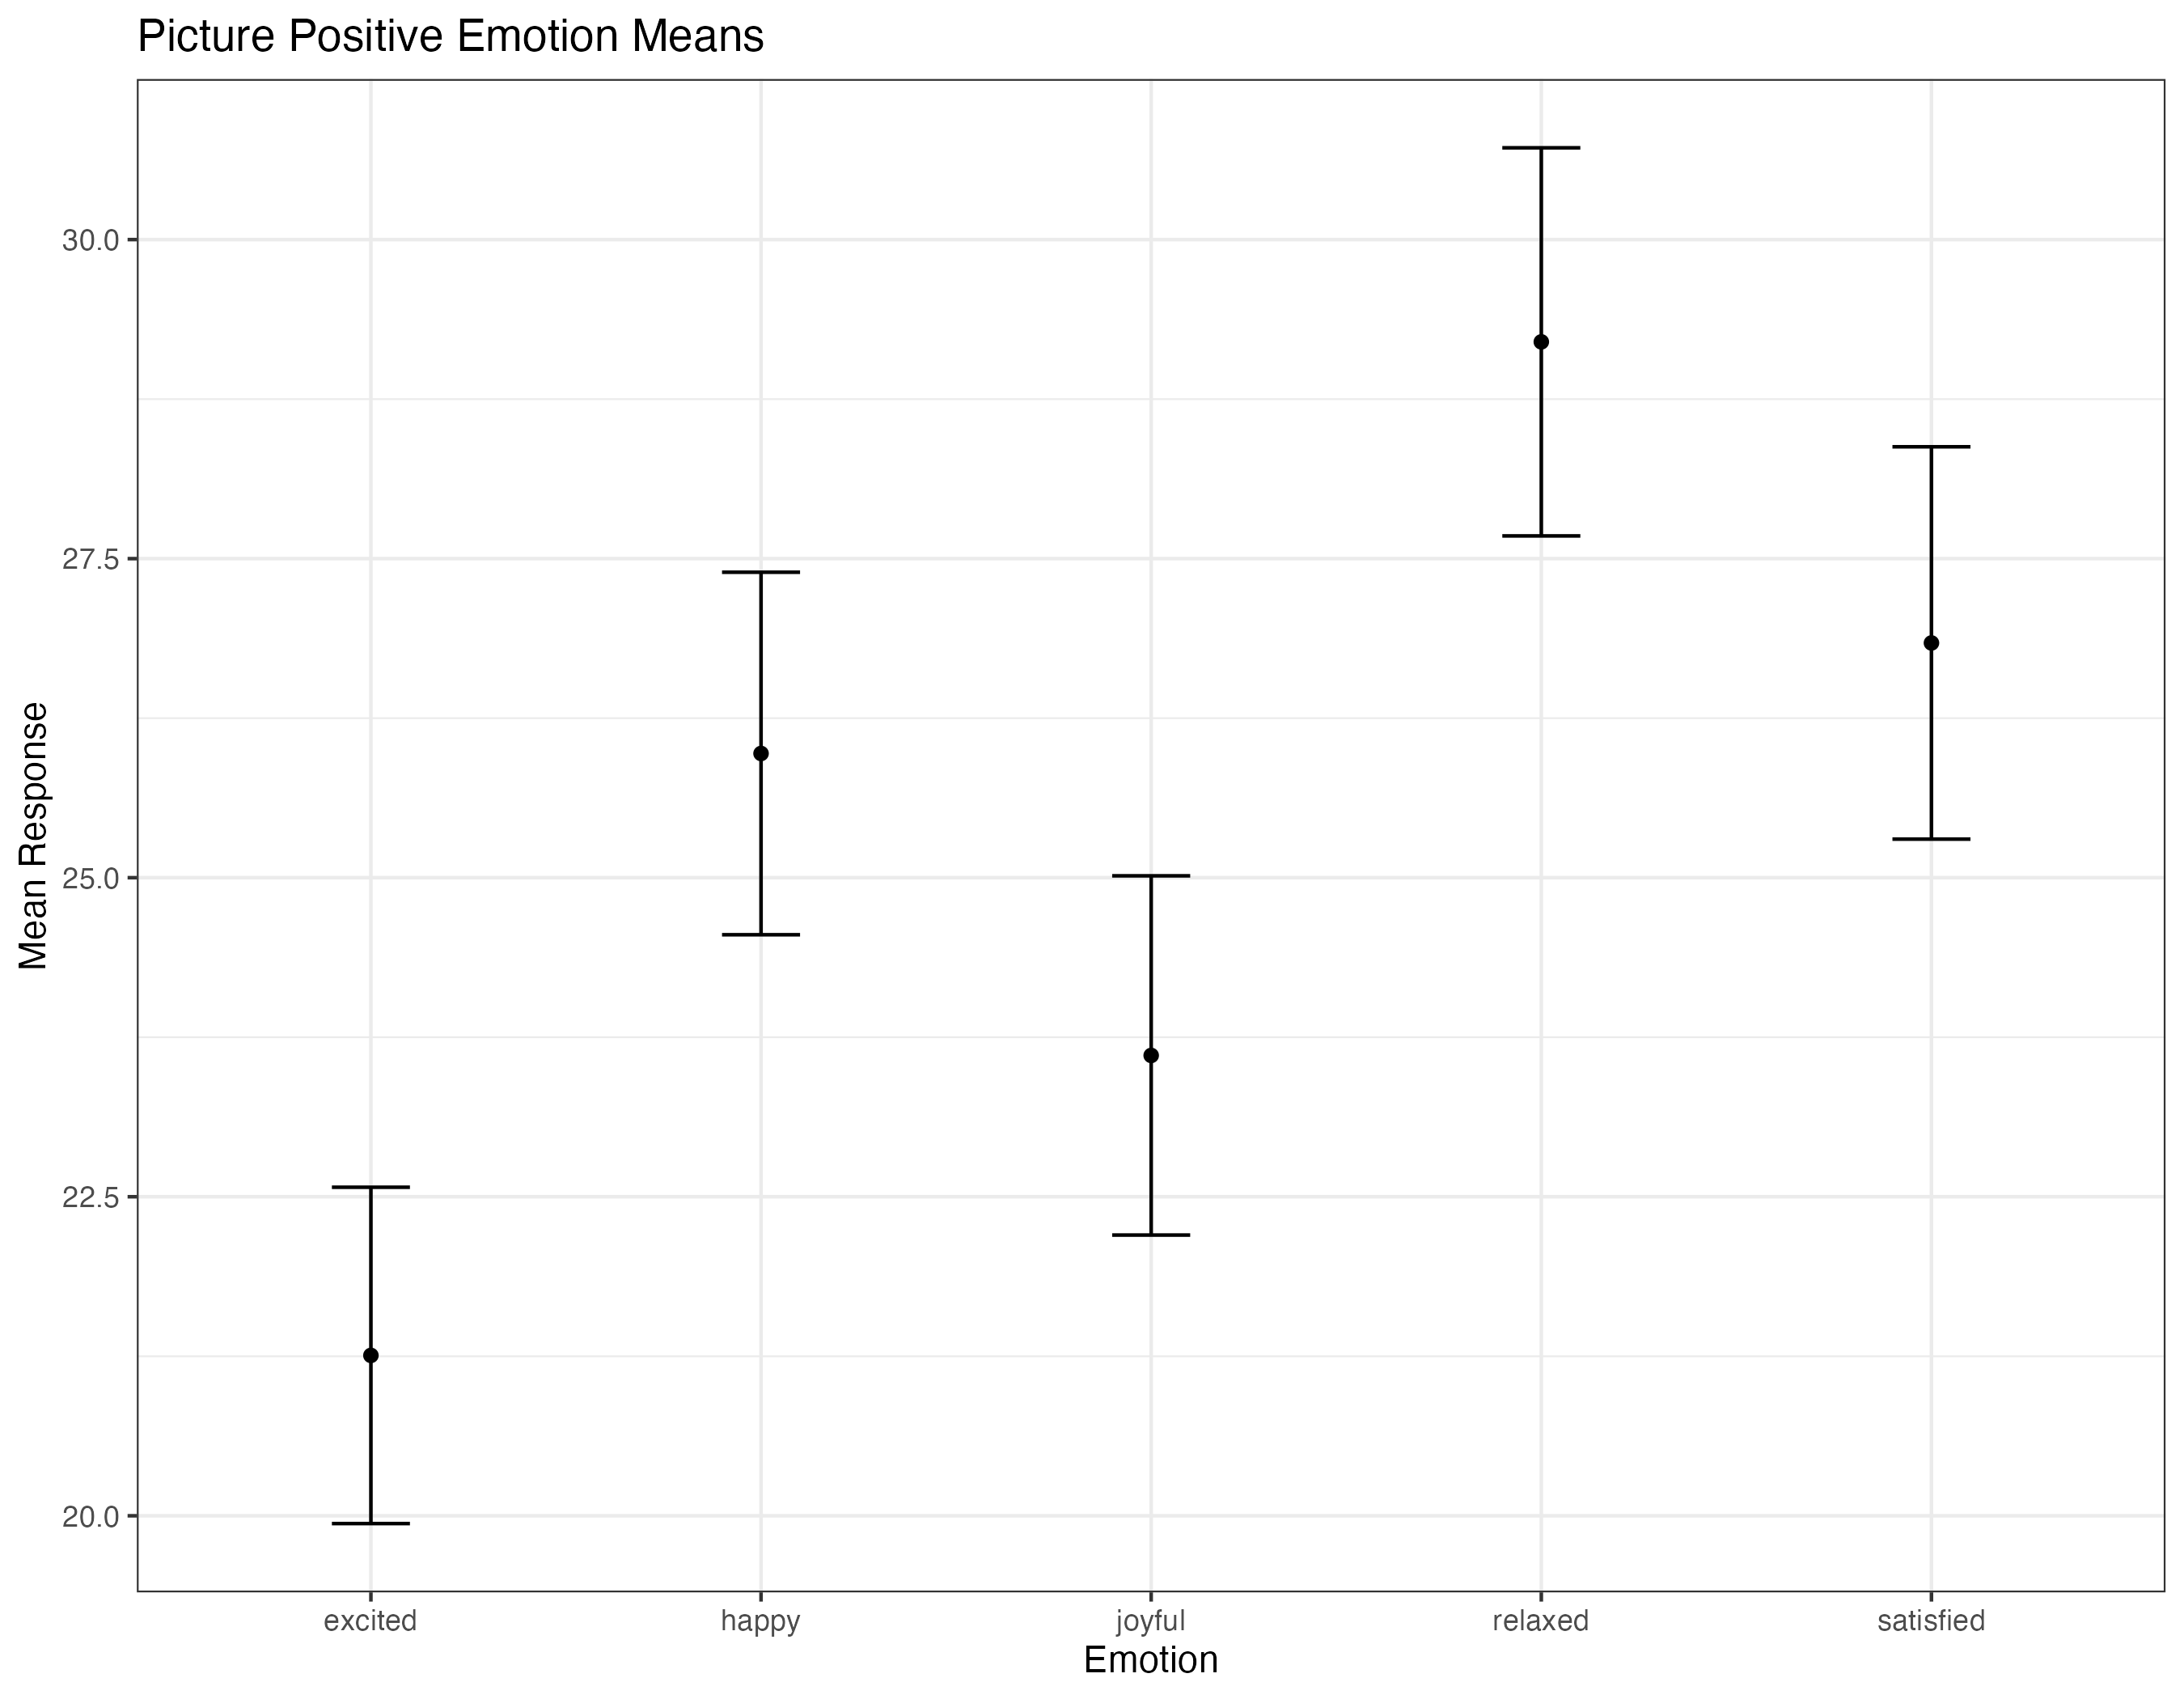 Picture Positive Emotion Means
Mean Response
30.0
27.5
25.0
22.5
20.0
excited happy joyful relaxed satisfied
Emotion